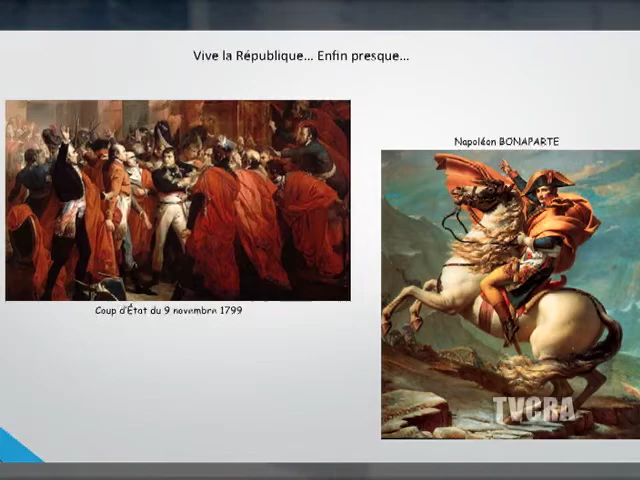 Vive la République... Enfin presque...
Napoléon BONAPARTE
Coup d'État du 9 novembre 1799
TVCRA